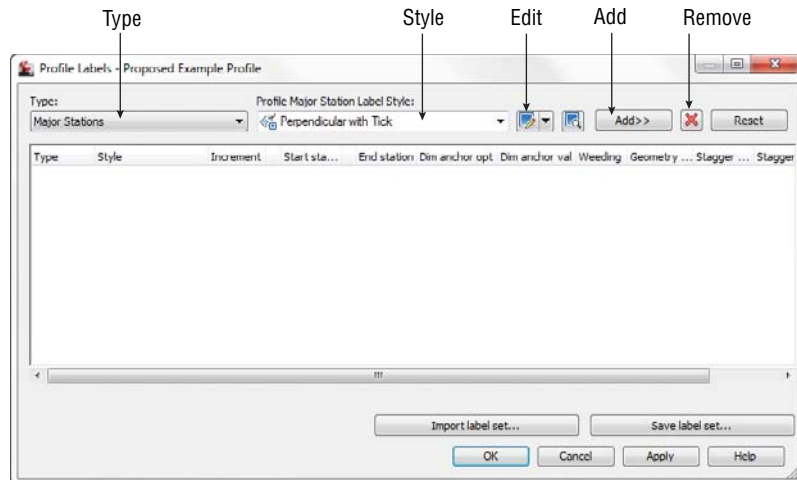 Type Style Edit Add Remove
Profile Labels - Proposed Example Profile
Type: Profile Major Station Label Style:
Major Stations Perpendicular with Tick Add>> Reset
Type Style Increment Start sta... End station Dim anchor opt Dim anchor val Weeding Geometry ... Stagger ... Stagger
Import label set... Save label set...
OK Cancel Apply Help